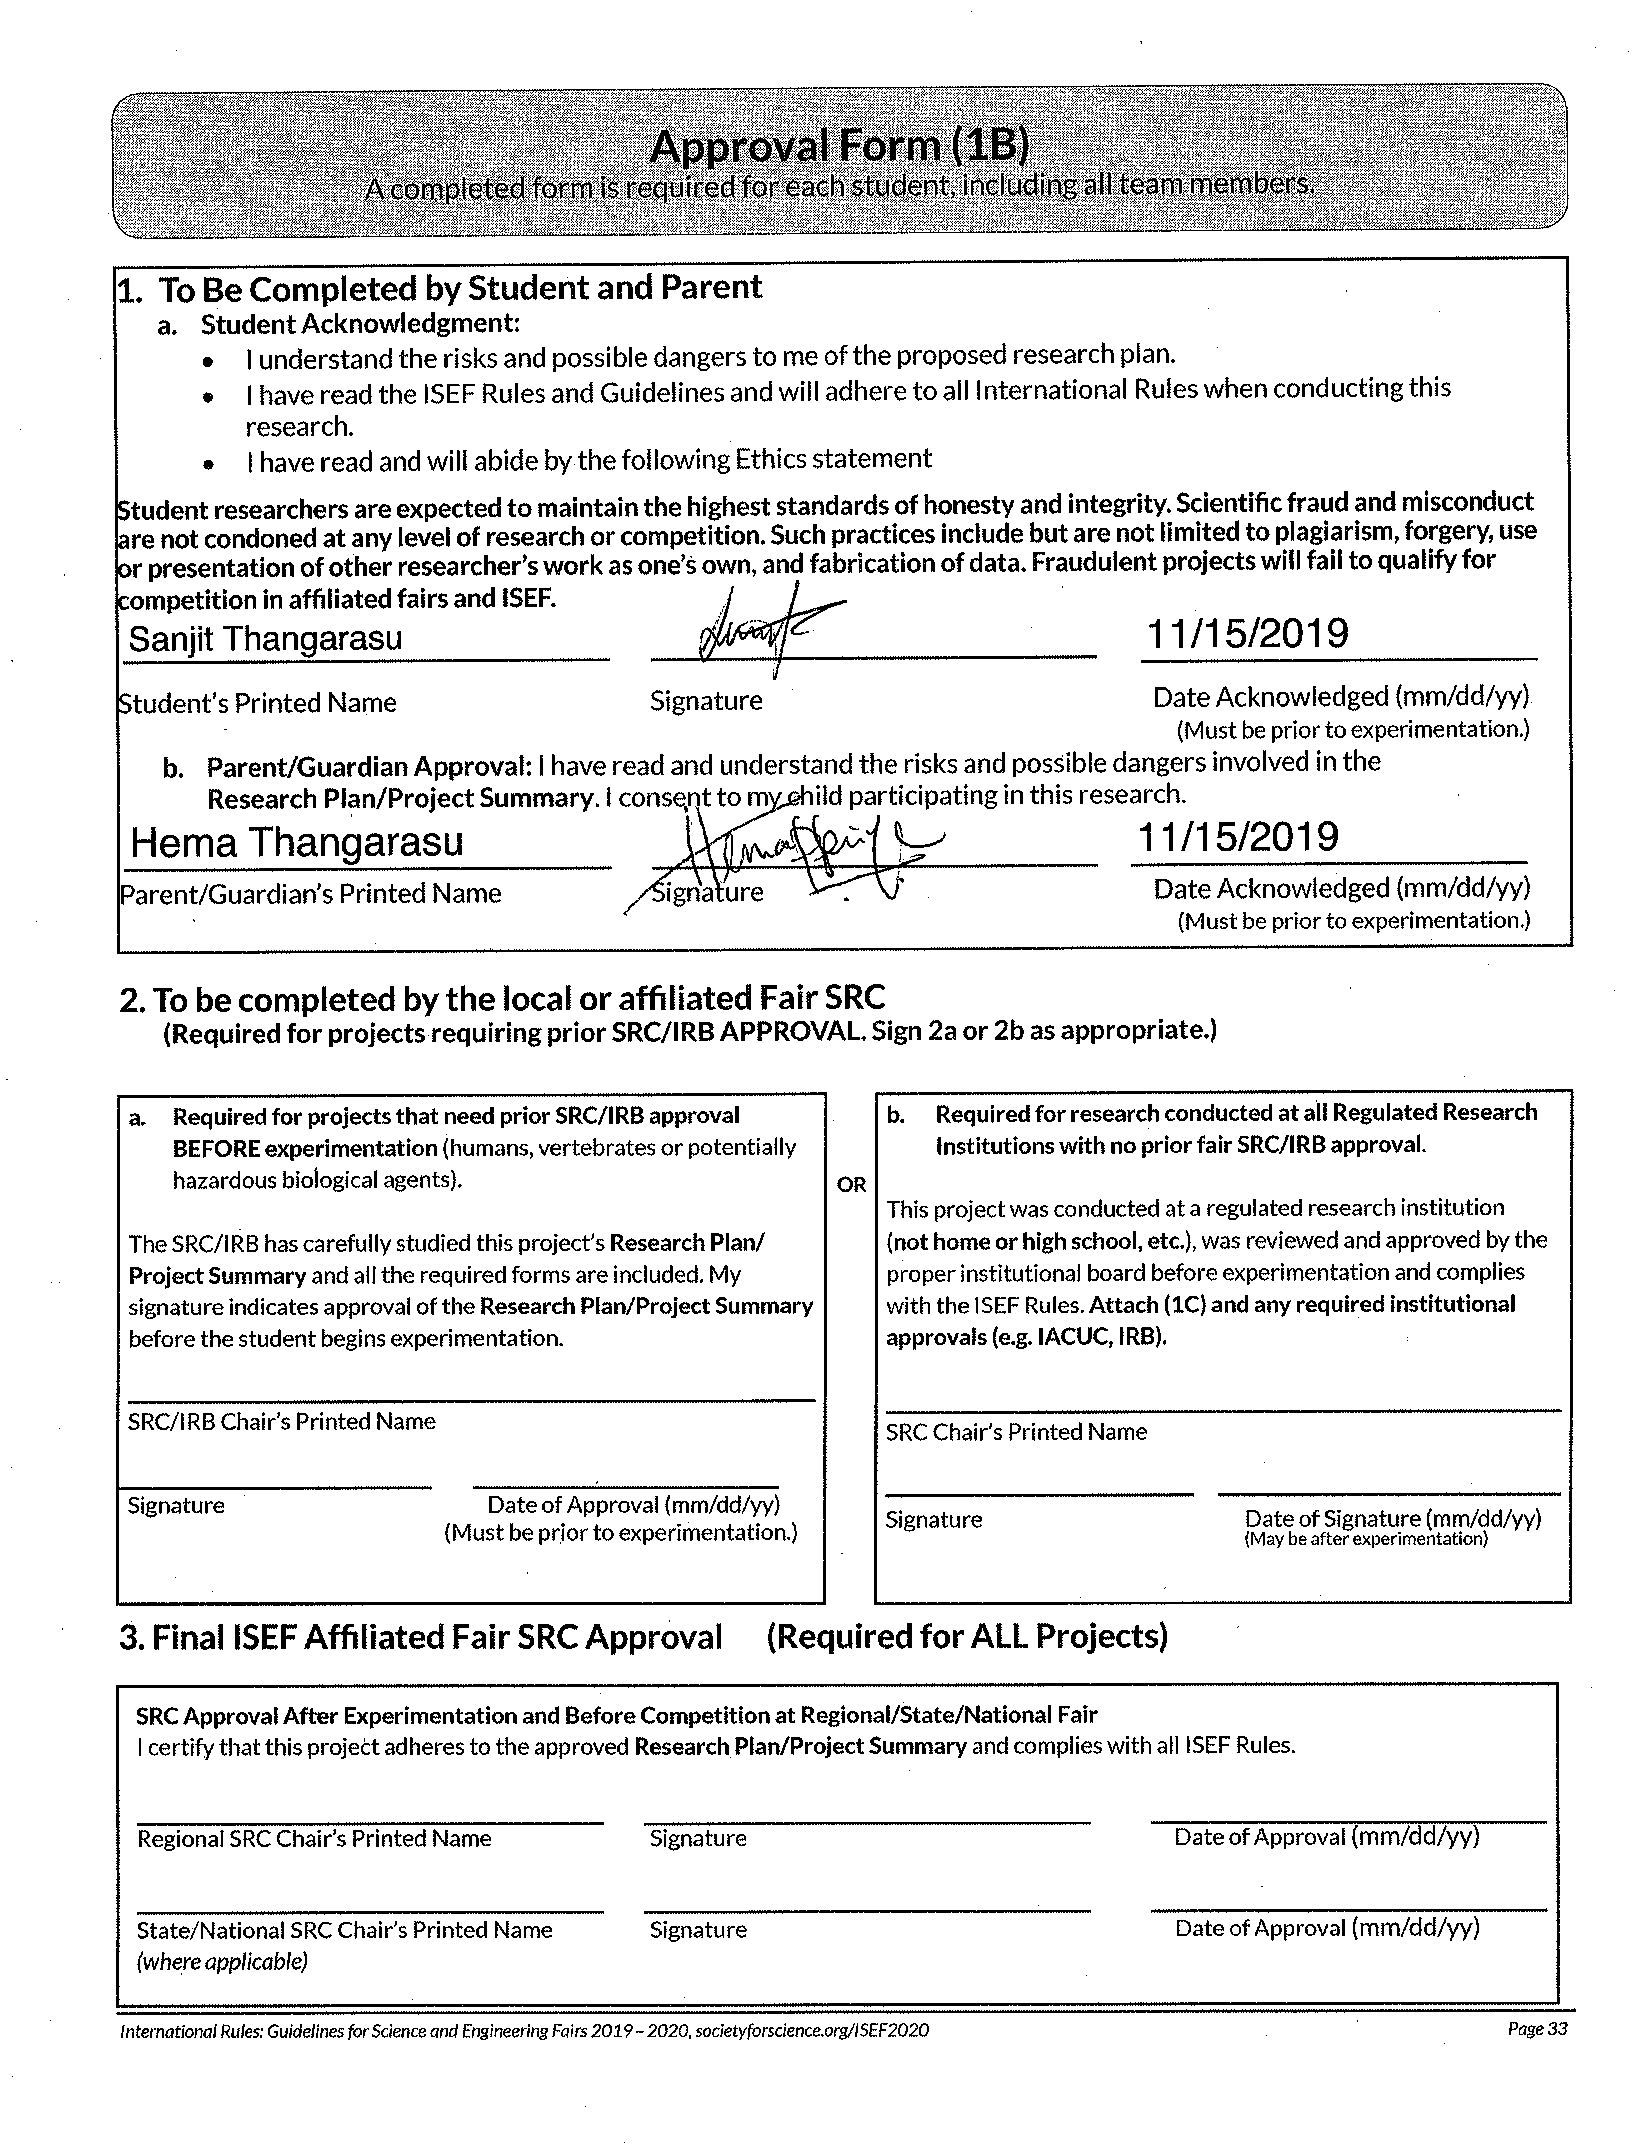 Approval Form (1B)
A completed form is required for each student, including all team members.
1. To Be Completed by Student and Parent
a. Student Acknowledgment:
• I understand the risks and possible dangers to me of the proposed research plan.
• I have read the ISEF Rules and Guidelines and will adhere to all International Rules when conducting this
research.
• I have read and will abide by the following Ethics statement
Student researchers are expected to maintain the highest standards of honesty and integrity. Scientific fraud and misconduct
are not condoned at any level of research or competition. Such practices include but are not limited to plagiarism, forgery, use
or presentation of other researcher's work as one's own, and fabrication of data. Fraudulent projects will fail to qualify for
competition in affiliated fairs and ISEF.
Sanjit Thangarasu 11/15/2019
Student's Printed Name Signature Date Acknowledged (mm/dd/yy)
(Must be prior to experimentation.)
b. Parent/Guardian Approval: I have read and understand the risks and possible dangers involved in the
Research Plan/Project Summary. I consent to my child participating in this research.
Hema Thangarasu 11/15/2019
Parent/Guardian's Printed Name Signature Date Acknowledged (mm/dd/yy)
(Must be prior to experimentation.)
2. To be completed by the local or affiliated Fair SRC
(Required for projects requiring prior SRC/IRB APPROVAL. Sign 2a or 2b as appropriate.)
a. Required for projects that need prior SRC/IRB approval
BEFORE experimentation (humans, vertebrates or potentially
hazardous biological agents).
The SRC/IRB has carefully studied this project's Research Plan/
Project Summary and all the required forms are included. My
signature indicates approval of the Research Plan/Project Summary
before the student begins experimentation.
SRC/IRB Chair's Printed Name
Signature Date of Approval (mm/dd/yy)
(Must be prior to experimentation.)
OR
b. Required for research conducted at all Regulated Research
Institutions with no prior fair SRC/IRB approval.
This project was conducted at a regulated research institution
(not home or high school, etc.), was reviewed and approved by the
proper institutional board before experimentation and complies
with the ISEF Rules. Attach (1C) and any required institutional
approvals (e.g. IACUC, IRB).
SRC Chair's Printed Name
Signature Date of Signature (mm/dd/yy)
(May be after experimentation)
3. Final ISEF Affiliated Fair SRC Approval (Required for ALL Projects)
SRC Approval After Experimentation and Before Competition at Regional/State/National Fair
I certify that this project adheres to the approved Research Plan/Project Summary and complies with all ISEF Rules.
Regional SRC Chair's Printed Name Signature Date of Approval (mm/dd/yy)
State/National SRC Chair's Printed Name Signature Date of Approval (mm/dd/yy)
(where applicable)
International Rules: Guidelines for Science and Engineering Fairs 2019 – 2020, societyforscience.org/ISEF2020 Page 33